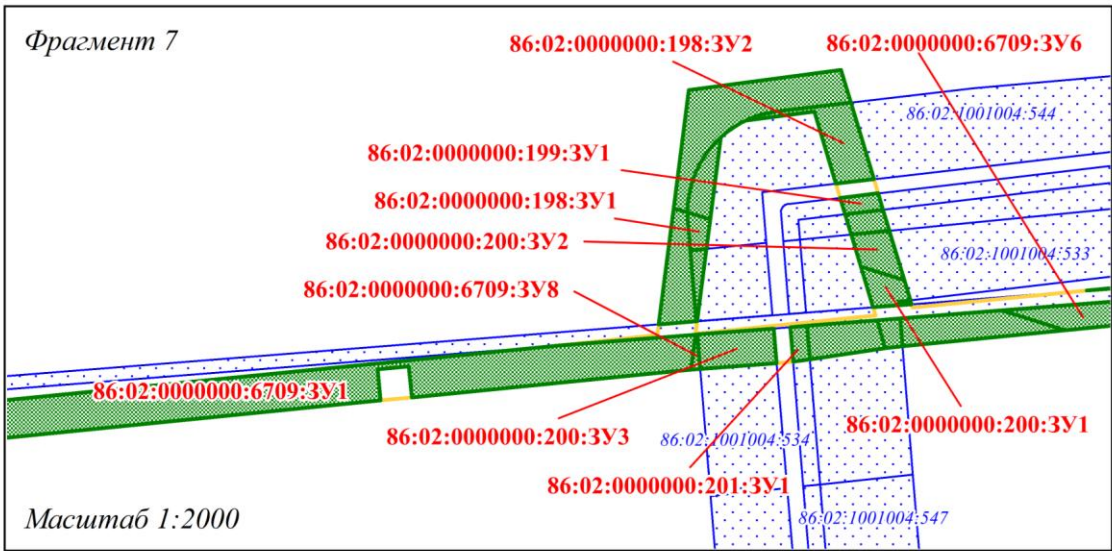 Фрагмент 7
86:02:0000000:198:ЗУ2
86:02:0000000:6709:ЗУ6
86:02:1001004:544
86:02:0000000:199:ЗУ1
86:02:0000000:198:ЗУ1
86:02:0000000:200:ЗУ2
86:02:1001004:533
86:02:0000000:6709:ЗУ8
86:02:0000000:6709:ЗУ1
86:02:0000000:200:ЗУ3
86:02:1001004:534
86:02:0000000:200:ЗУ1
86:02:0000000:201:ЗУ1
Масштаб 1:2000
86:02:1001004:547